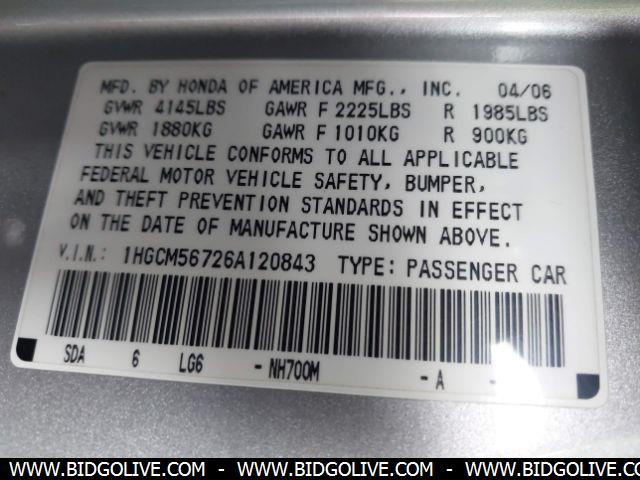 MFD. BY HONDA OF AMERICA MFG., INC. 04/06
GVWR 4145LBS GAWR F 2225LBS R 1985LBS
GVWR 1880KG GAWR F 1010KG R 900KG
THIS VEHICLE CONFORMS TO ALL APPLICABLE
FEDERAL MOTOR VEHICLE SAFETY, BUMPER,
AND THEFT PREVENTION STANDARDS IN EFFECT
ON THE DATE OF MANUFACTURE SHOWN ABOVE.
V.I.N.: 1HGCM56726A120843 TYPE: PASSENGER CAR
SDA 6 LG6 - NH700M - A -
WWW.BIDGOLIVE.COM - WWW.BIDGOLIVE.COM - WWW.BIDGOLIVE.COM